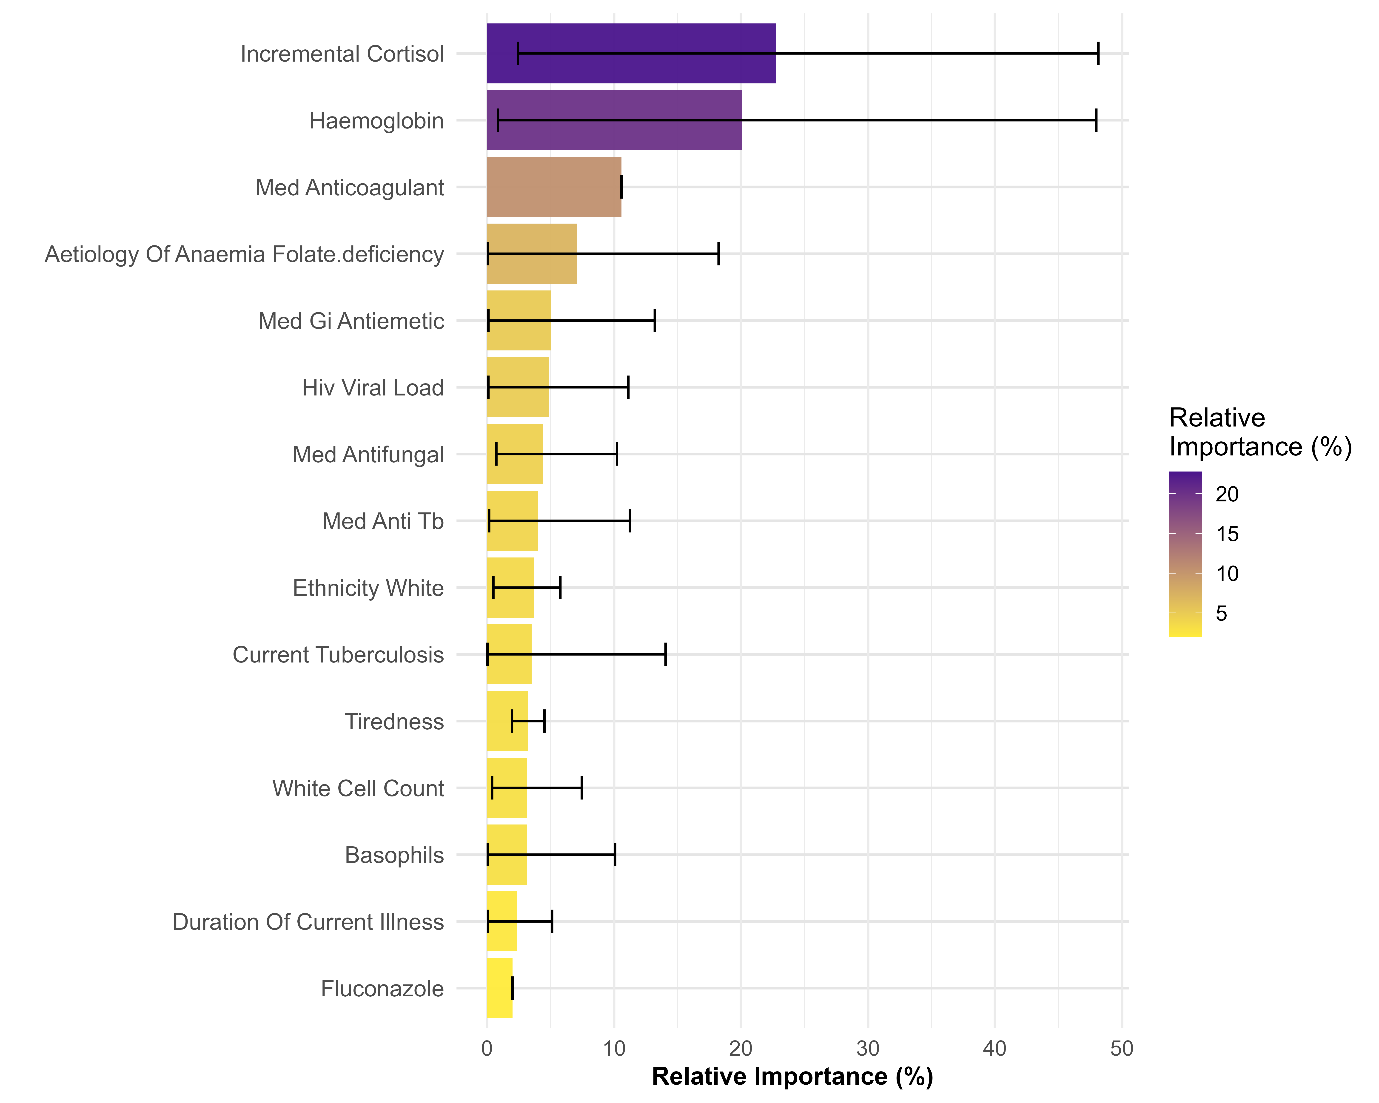 Incremental Cortisol
Haemoglobin
Med Anticoagulant
Aetiology Of Anaemia Folate.deficiency
Med Gi Antiemetic
Hiv Viral Load
Med Antifungal
Med Anti Tb
Ethnicity White
Current Tuberculosis
Tiredness
White Cell Count
Basophils
Duration Of Current Illness
Fluconazole
0 10 20 30 40 50
Relative Importance (%)
Relative
Importance (%)
20
15
10
5